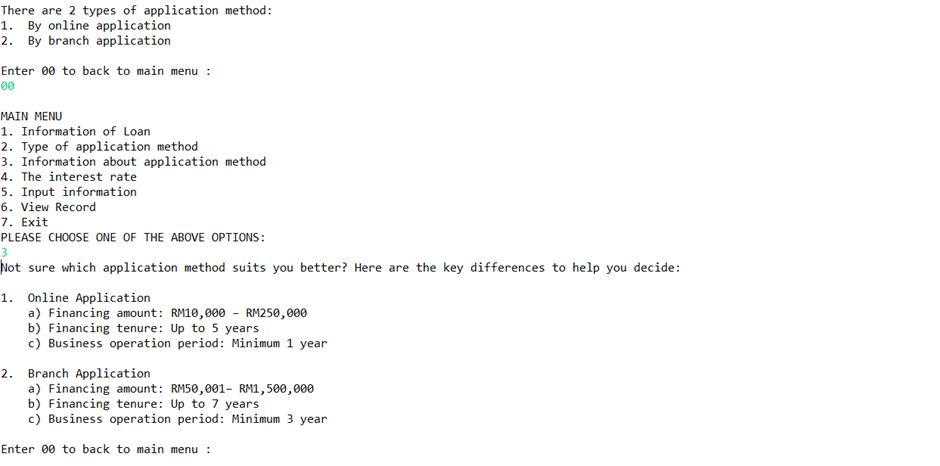 There are 2 types of application method:
1.  By online application
2.  By branch application
Enter 00 to back to main menu :
00
MAIN MENU
1. Information of Loan
2. Type of application method
3. Information about application method
4. The interest rate
5. Input information
6. View Record
7. Exit
PLEASE CHOOSE ONE OF THE ABOVE OPTIONS:
3
Not sure which application method suits you better? Here are the key differences to help you decide:
1.  Online Application
a) Financing amount: RM10,000 – RM250,000
b) Financing tenure: Up to 5 years
c) Business operation period: Minimum 1 year
2.  Branch Application
a) Financing amount: RM50,001– RM1,500,000
b) Financing tenure: Up to 7 years
c) Business operation period: Minimum 3 year
Enter 00 to back to main menu :